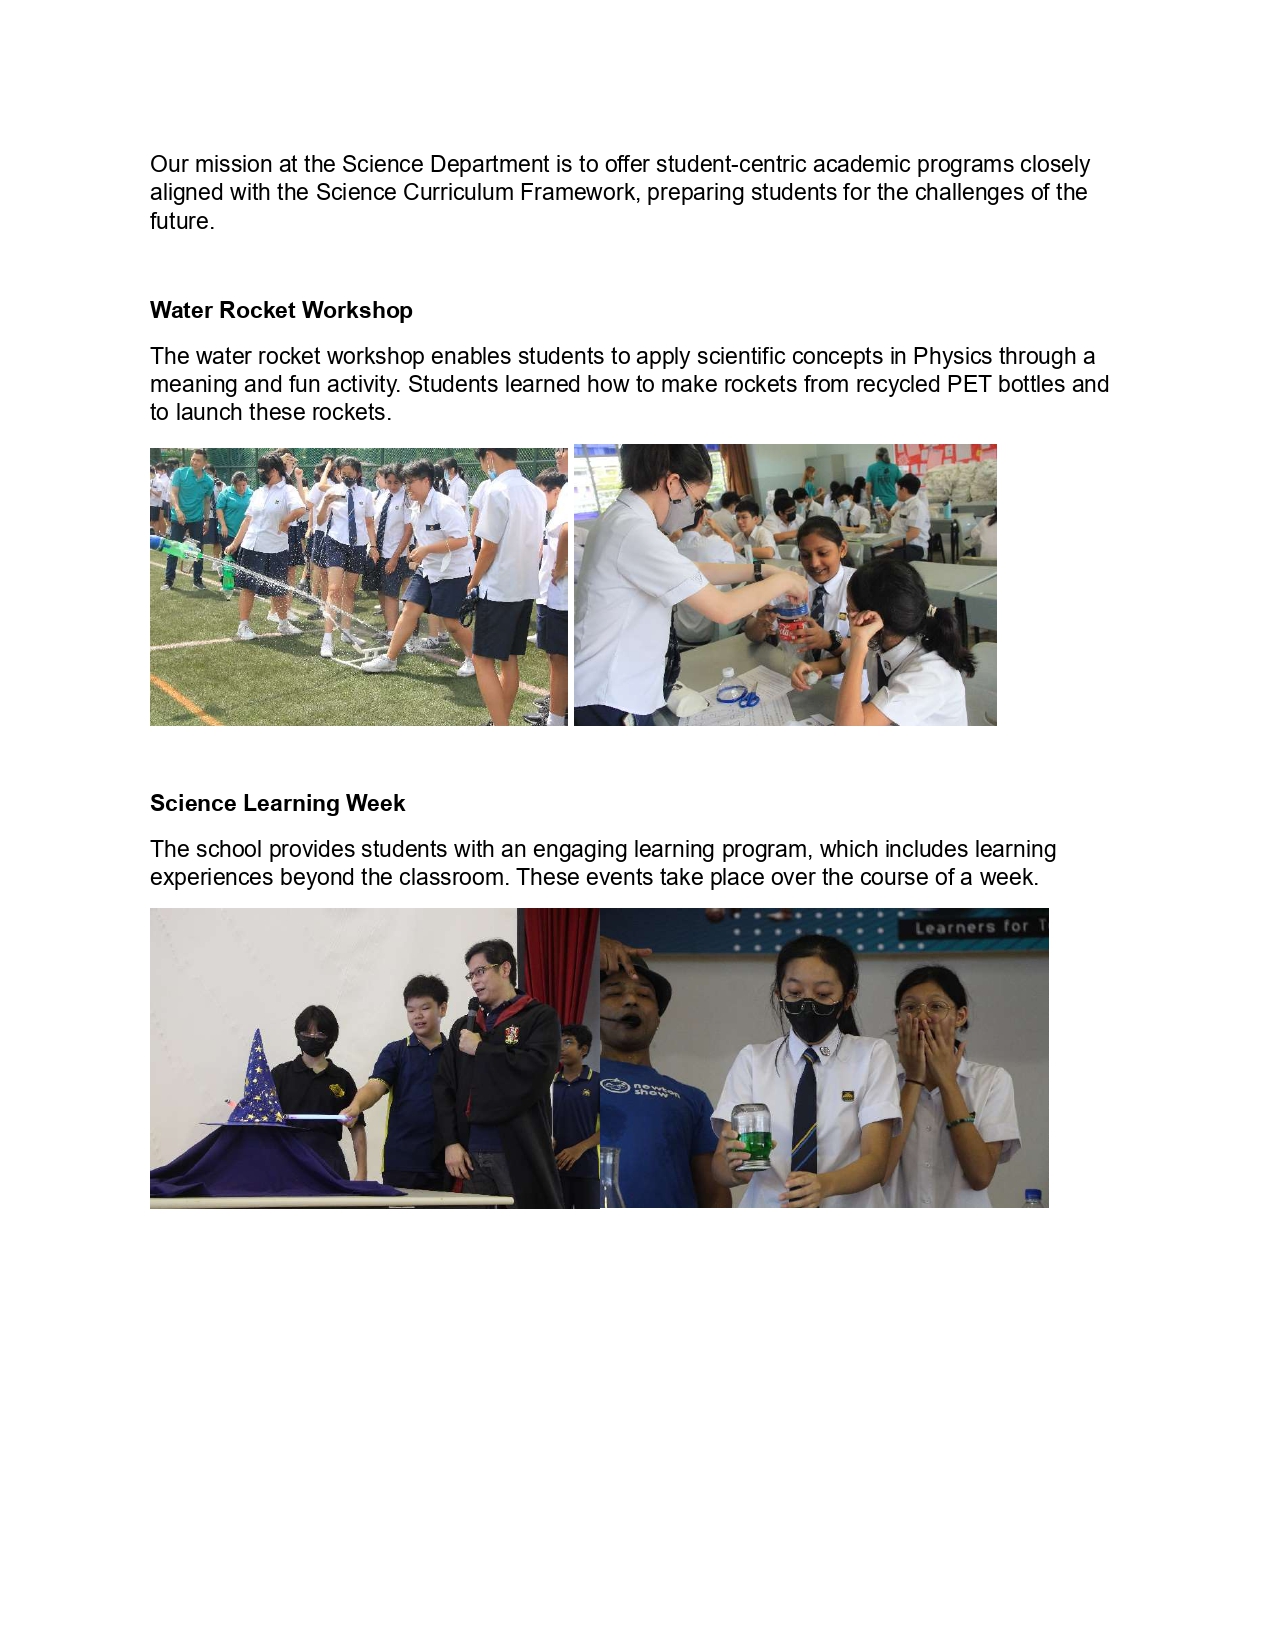 Our mission at the Science Department is to offer student-centric academic programs closely
aligned with the Science Curriculum Framework, preparing students for the challenges of the
future.
Water Rocket Workshop
The water rocket workshop enables students to apply scientific concepts in Physics through a
meaning and fun activity. Students learned how to make rockets from recycled PET bottles and
to launch these rockets.
Science Learning Week
The school provides students with an engaging learning program, which includes learning
experiences beyond the classroom. These events take place over the course of a week.
Learners for T
newton
show